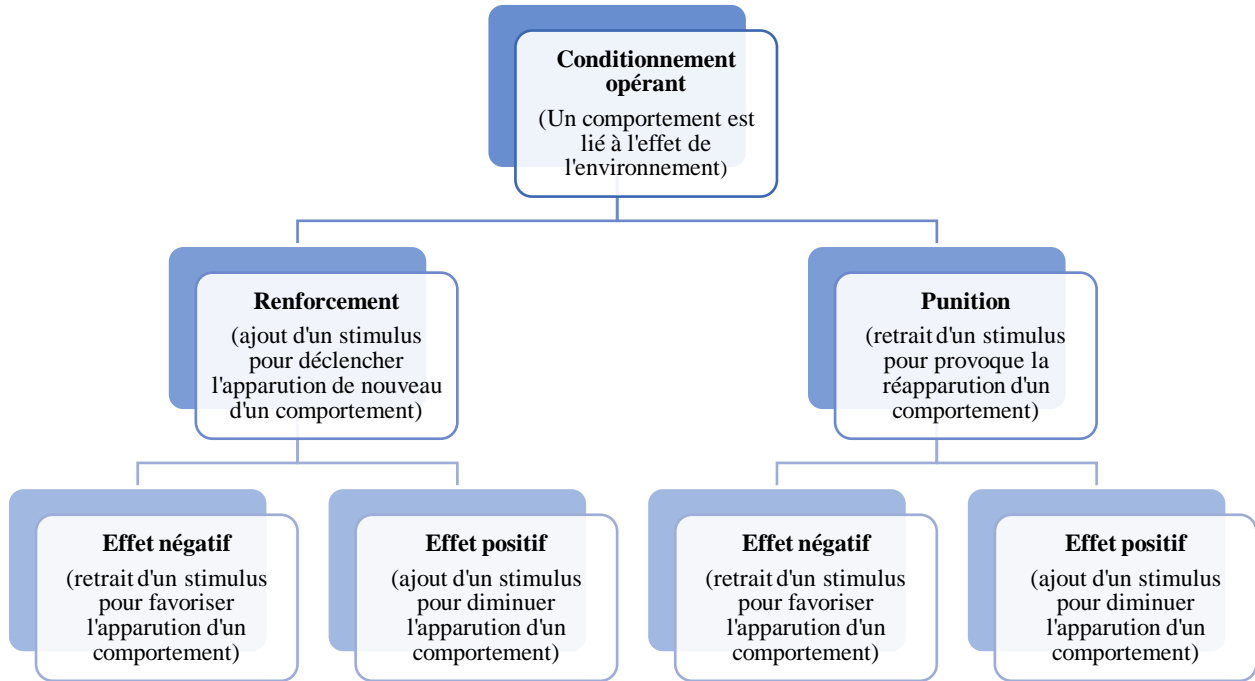 Conditionnement
opérant
(Un comportement est
lié à l'effet de
l'environnement)
Renforcement
(ajout d'un stimulus
pour déclencher
l'apparution de nouveau
d'un comportement)
Punition
(retrait d'un stimulus
pour provoque la
réapparution d'un
comportement)
Effet négatif
(retrait d'un stimulus
pour favoriser
l'apparution d'un
comportement)
Effet positif
(ajout d'un stimulus
pour diminuer
l'apparution d'un
comportement)
Effet négatif
(retrait d'un stimulus
pour favoriser
l'apparution d'un
comportement)
Effet positif
(ajout d'un stimulus
pour diminuer
l'apparution d'un
comportement)